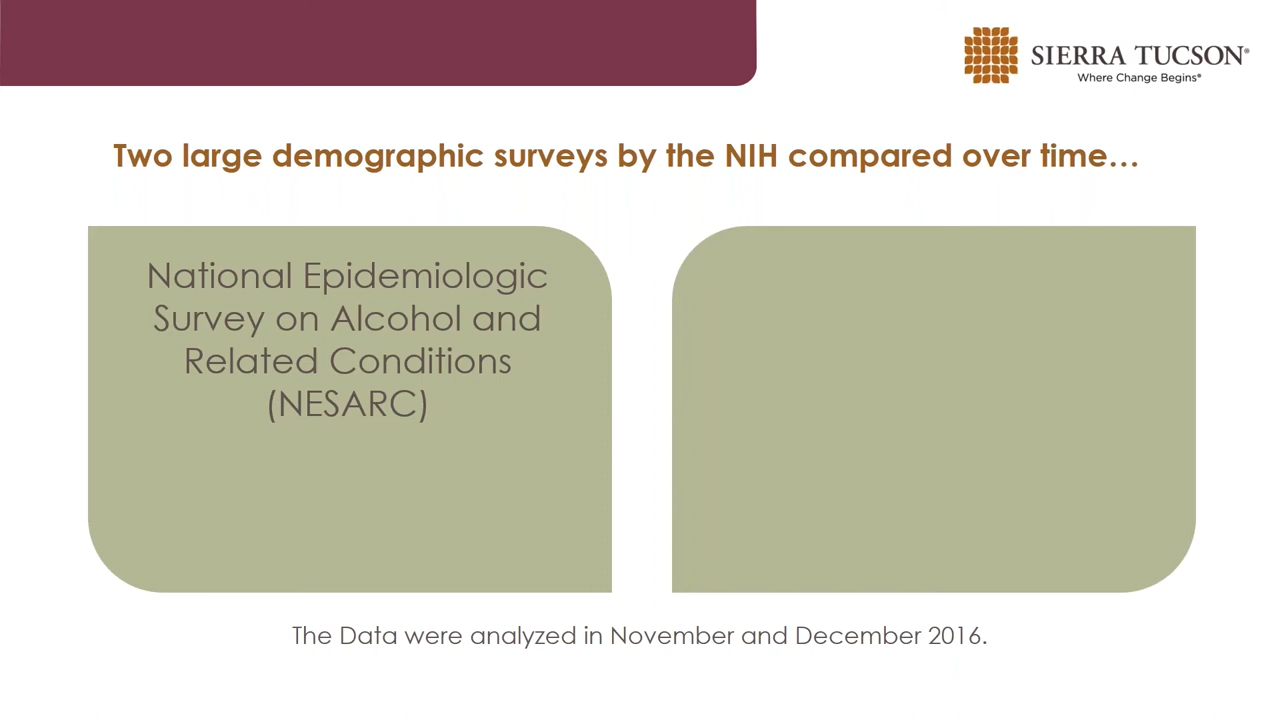 SIERRA TUCSON®
Where Change Begins®
Two large demographic surveys by the NIH compared over time…
National Epidemiologic
Survey on Alcohol and
Related Conditions
(NESARC)
The Data were analyzed in November and December 2016.